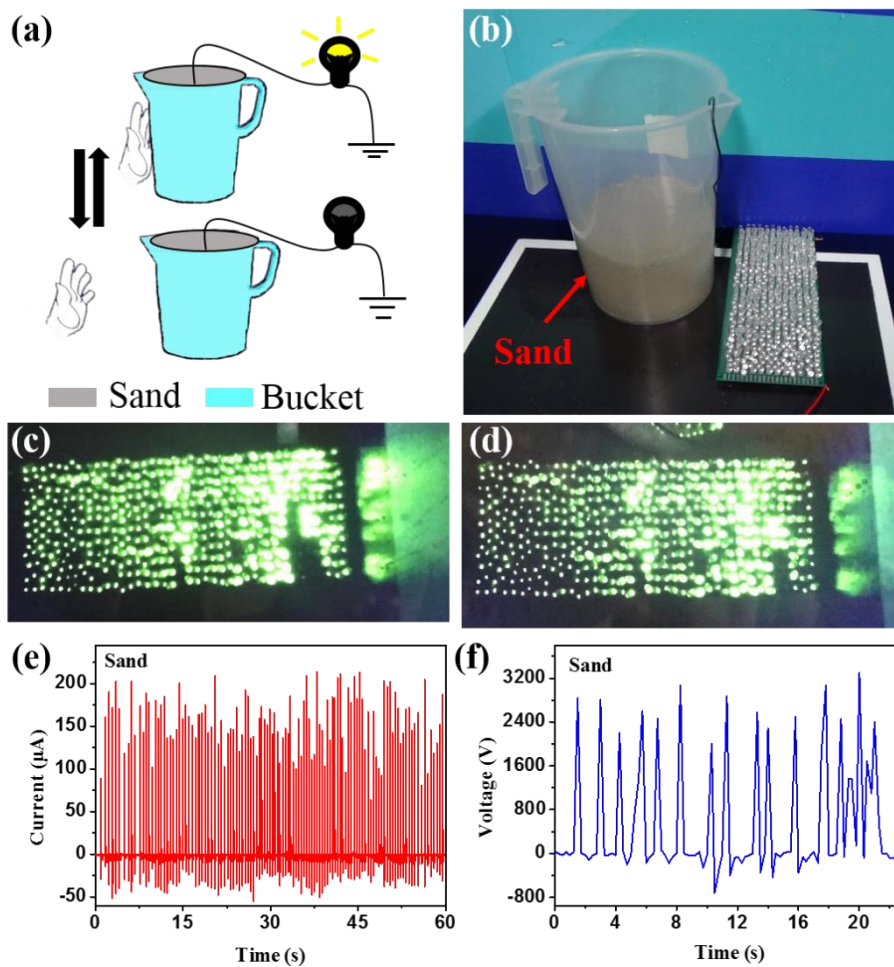 (a)
Sand Bucket
(b)
Sand
(c)
(d)
(e)
Sand
200
150
100
50
0
-50
Current (µA)
0 15 30 45 60
Time (s)
(f)
Sand
3200
2400
1600
800
0
-800
Voltage (V)
0 4 8 12 16 20
Time (s)